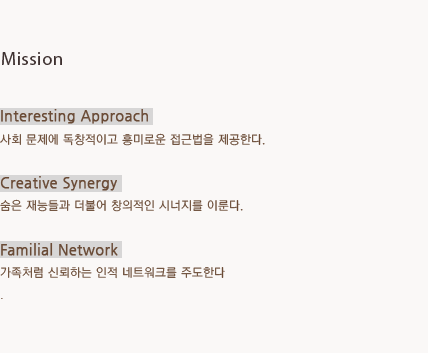 Mission
Interesting Approach
사회 문제에 독창적이고 흥미로운 접근법을 제공한다.
Creative Synergy
숨은 재능들과 더불어 창의적인 시너지를 이룬다.
Familial Network
가족처럼 신뢰하는 인적 네트워크를 주도한다
.